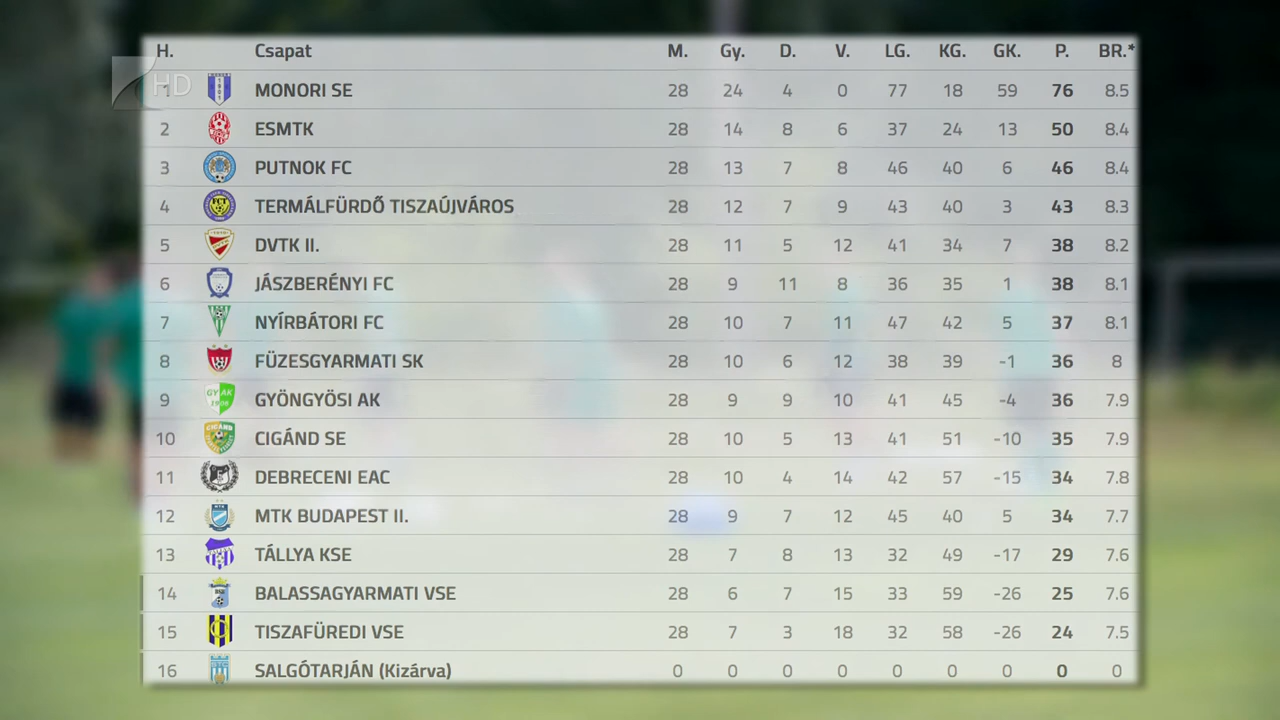 H. Csapat M. Gy. D. V. LG. KG. GK. P. BR.*
HD
1 MONORI SE 28 24 4 0 77 18 59 76 8.5
2 ESMTK 28 14 8 6 37 24 13 50 8.4
3 PUTNOK FC 28 13 7 8 46 40 6 46 8.4
4 TERMÁLFÜRDŐ TISZAÚJVÁROS 28 12 7 9 43 40 3 43 8.3
5 DVTK II. 28 11 5 12 41 34 7 38 8.2
6 JÁSZBERÉNYI FC 28 9 11 8 36 35 1 38 8.1
7 NYÍRBÁTORI FC 28 10 7 11 47 42 5 37 8.1
8 FÜZESGYARMATI SK 28 10 6 12 38 39 -1 36 8
9 GYÖNGYÖSI AK 28 9 9 10 41 45 -4 36 7.9
10 CIGÁND SE 28 10 5 13 41 51 -10 35 7.9
11 DEBRECENI EAC 28 10 4 14 42 57 -15 34 7.8
12 MTK BUDAPEST II. 28 9 7 12 45 40 5 34 7.7
13 TÁLLYA KSE 28 7 8 13 32 49 -17 29 7.6
14 BALASSAGYARMATI VSE 28 6 7 15 33 59 -26 25 7.6
15 TISZAFÜREDI VSE 28 7 3 18 32 58 -26 24 7.5
16 SALGÓTARJÁN (Kizárva) 0 0 0 0 0 0 0 0 0